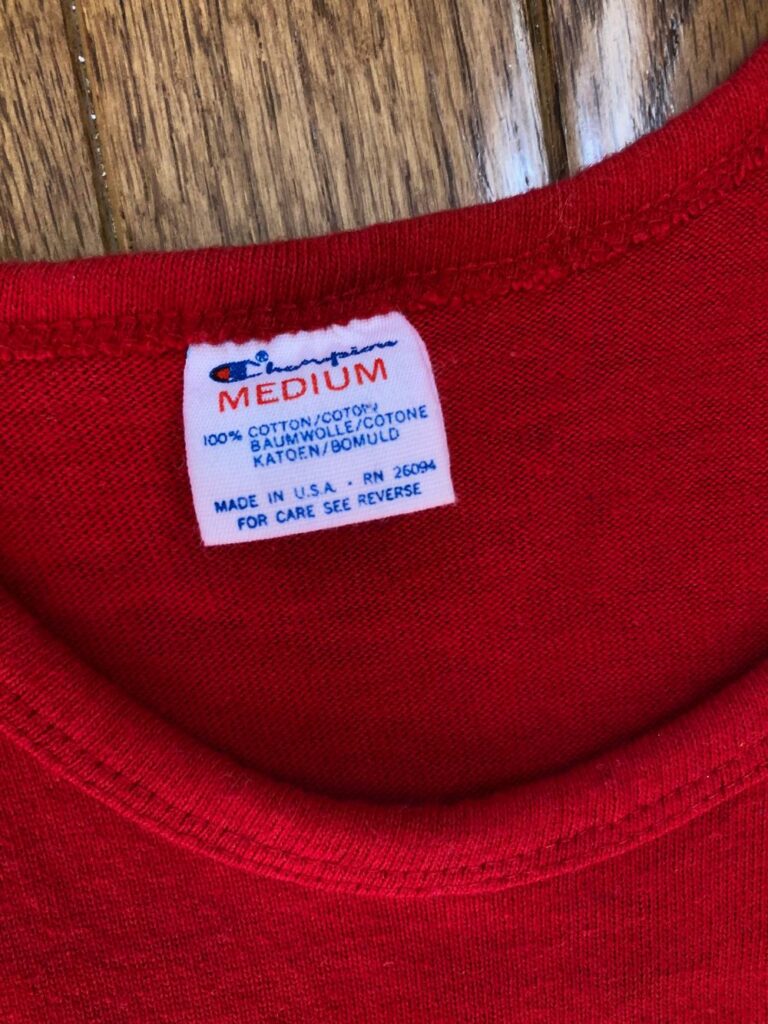 Champion®
MEDIUM
100% COTTON/COTON
BAUMWOLLE/COTONE
KATOEN/BOMULD
MADE IN U.S.A. · RN 26094
FOR CARE SEE REVERSE